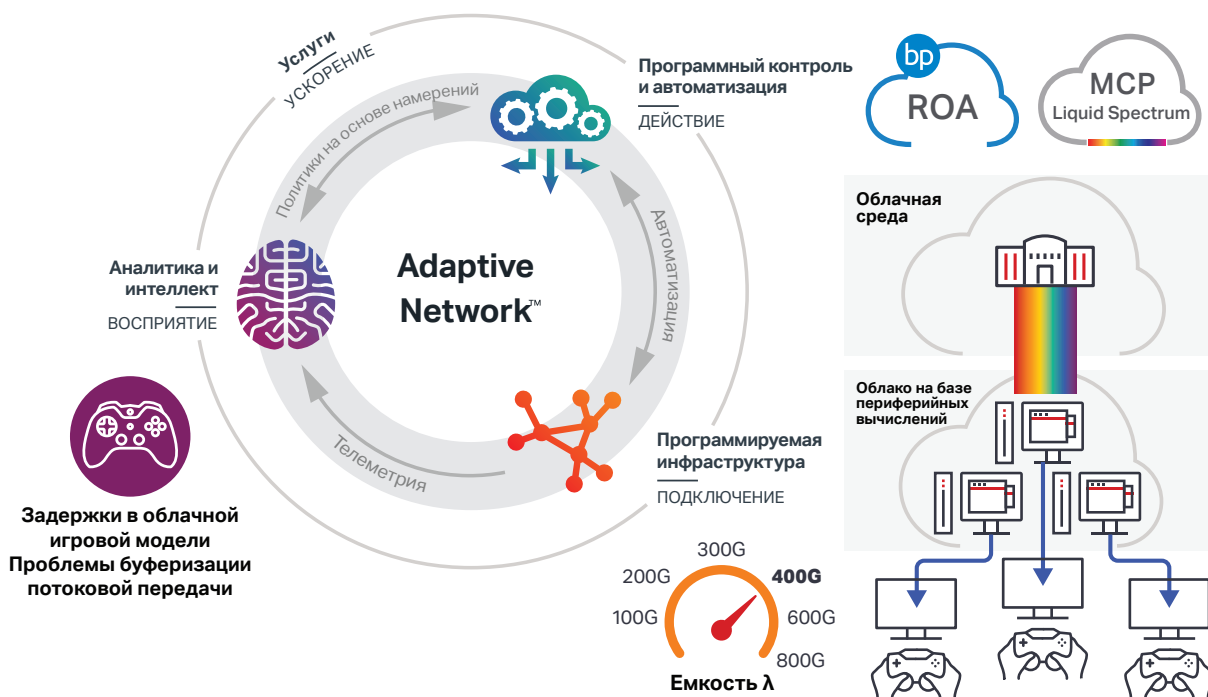 Услуги
УСКОРЕНИЕ
Политики на основе намерений
Программный контроль
и автоматизация
ДЕЙСТВИЕ
Автоматизация
Adaptive
Network™
Аналитика и
интеллект
ВОСПРИЯТИЕ
Телеметрия
Программируемая
инфраструктура
ПОДКЛЮЧЕНИЕ
Задержки в облачной
игровой модели
Проблемы буферизации
потоковой передачи
100G
200G
300G
400G
600G
800G
Емкость λ
bp
ROA
MCP
Liquid Spectrum
Облачная
среда
Облако на базе
периферийных
вычислений